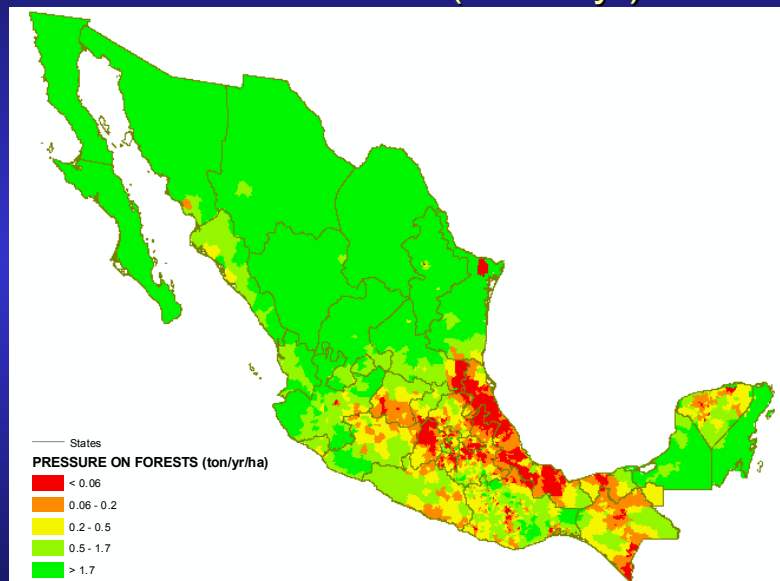 States
PRESSURE ON FORESTS (ton/yr/ha)
< 0.06
0.06 - 0.2
0.2 - 0.5
0.5 - 1.7
> 1.7